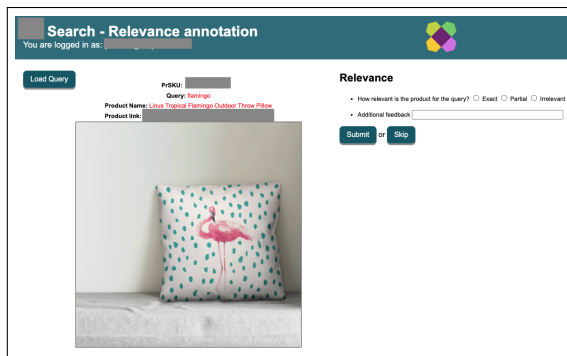 Search - Relevance annotation
You are logged in as:
Load Query
PrSKU:
Query: flamingo
Product Name: Linus Tropical Flamingo Outdoor Throw Pillow
Product link:
Relevance
How relevant is the product for the query? Exact Partial Irrelevant
Additional feedback
Submit or Skip